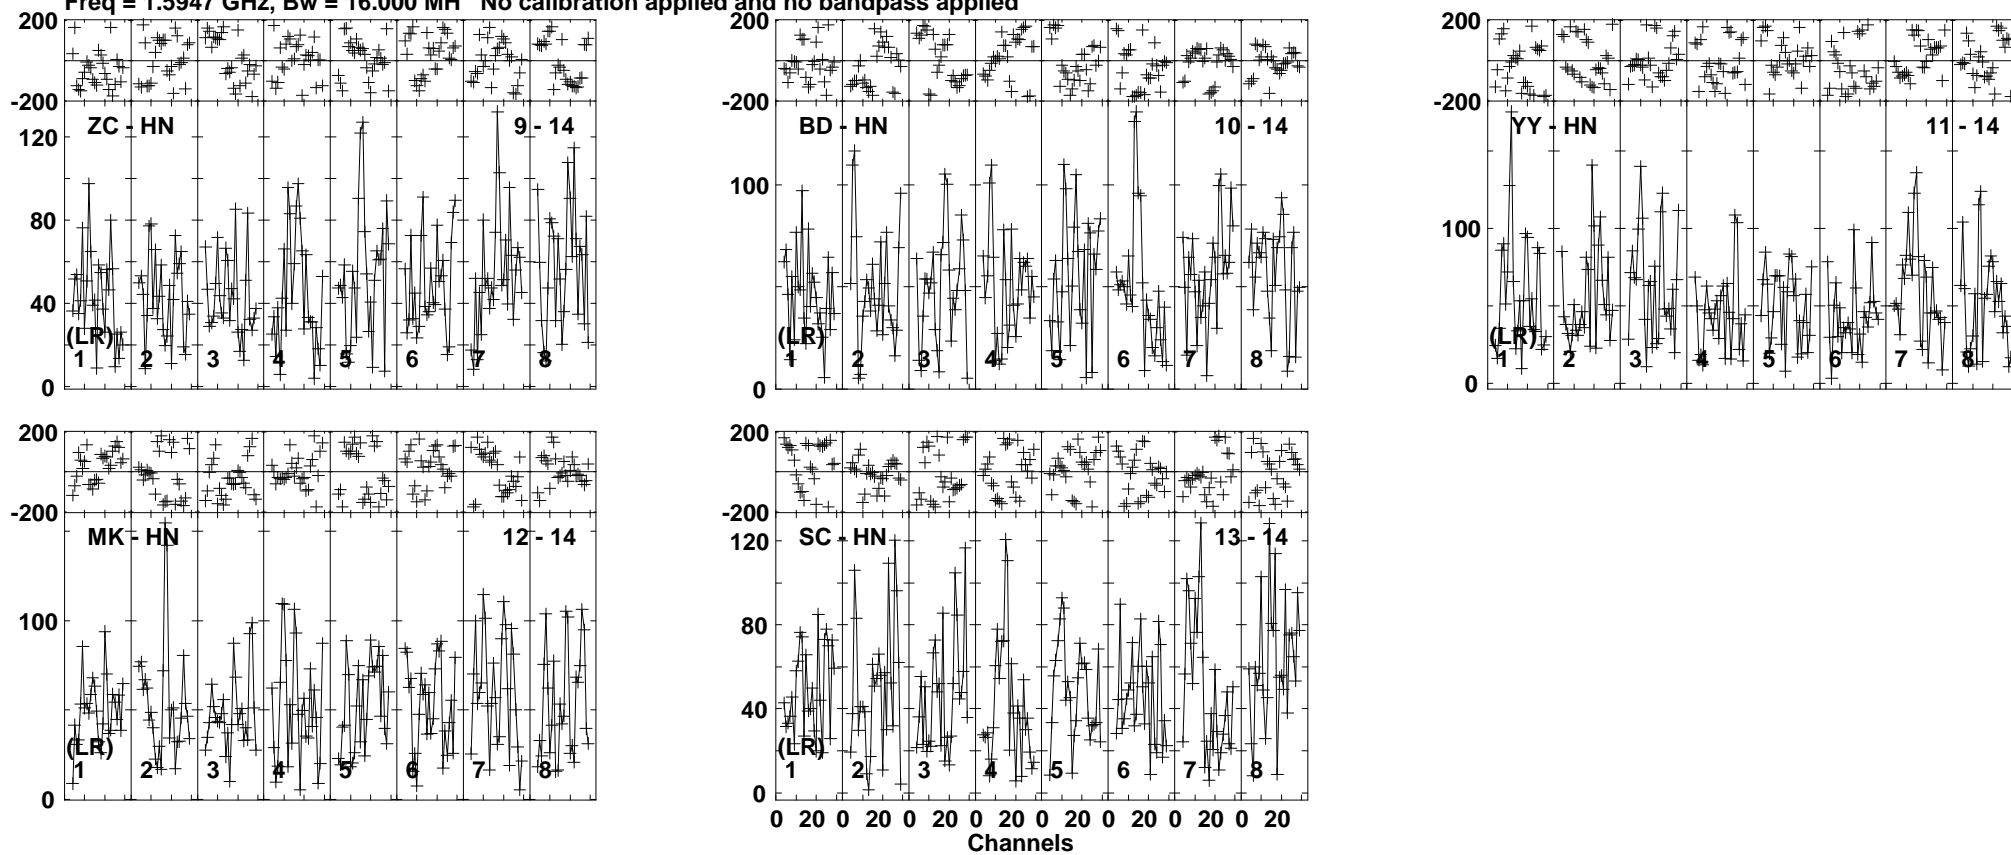 Freq = 1.5947 GHz, Bw = 16.000 MH No calibration applied and no bandpass applied
200
-200
ZC - HN 9 - 14
120
80
40
0
(LR)
1 2 3 4 5 6 7 8
200
-200
BD - HN 10 - 14
100
0
(LR)
1 2 3 4 5 6 7 8
200
-200
YY - HN 11 - 14
100
0
(LR)
1 2 3 4 5 6 7 8
200
-200
MK - HN 12 - 14
100
0
(LR)
1 2 3 4 5 6 7 8
200
-200
SC - HN 13 - 14
120
80
40
0
(LR)
1 2 3 4 5 6 7 8
0 20 0 20 0 20 0 20 0 20 0 20 0 20 0 20
Channels